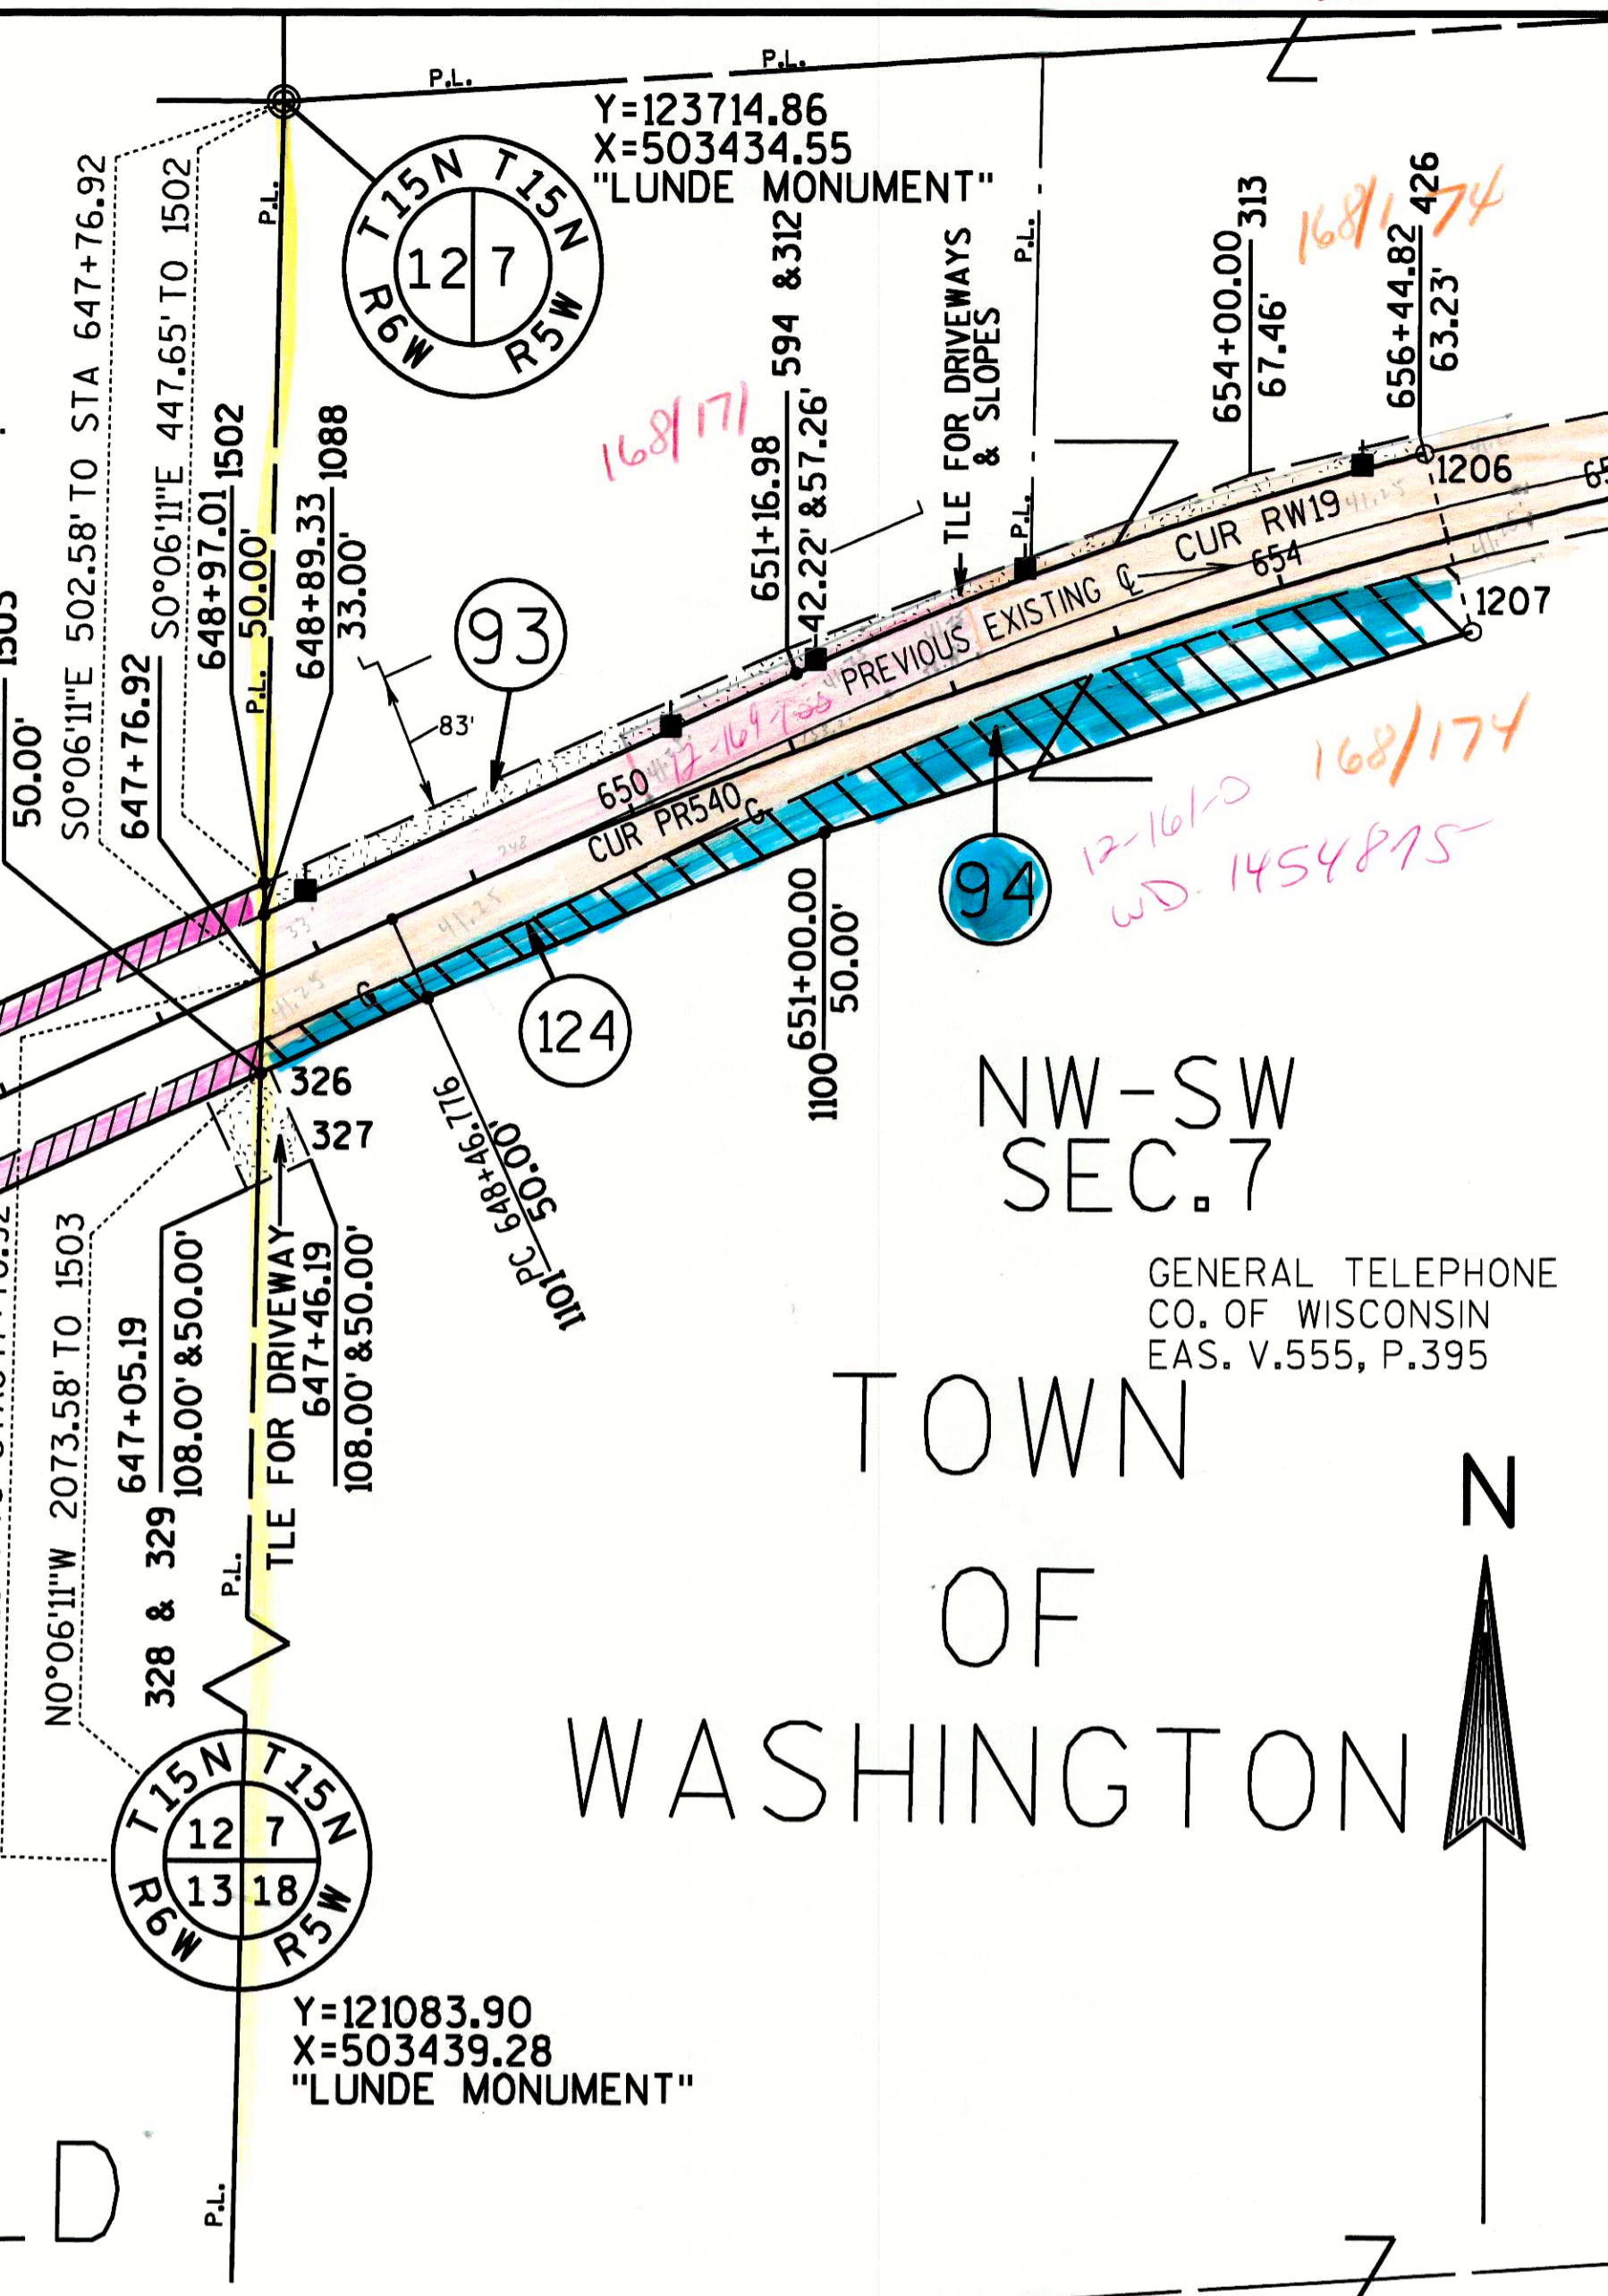 P.L.
P.L.
Y=123714.86
X=503434.55
"LUNDE MONUMENT"
T15N T15N
12 7
R6W R5W
S0°06'11"E 502.58' TO STA 647+76.92
S0°06'11"E 447.65' TO 1502
P.L.
647+76.92
648+97.01 1502
50.00'
P.L.
648+89.33 1088
33.00'
1503
50.00'
168/171
651+16.98 594 &312
42.22' &57.26'
TLE FOR DRIVEWAYS
& SLOPES
P.L.
P.L.
654+00.00 313
67.46'
168/174
656+44.82 426
63.23'
93
83'
CUR RW19
1206
654
PREVIOUS EXISTING ℄
1207
650
CUR PR540
G
248
33'
41.25
41.25
G
168/174
12-161-0
WD 1454875
94
124
651+00.00
1100 50.00'
326
327
PC 648+46.776
1101 50.00'
NW-SW
SEC.7
GENERAL TELEPHONE
CO. OF WISCONSIN
EAS. V.555, P.395
N0°06'11"W 2073.58' TO 1503
647+05.19
328 & 329 108.00' &50.00'
P.L.
TLE FOR DRIVEWAY
647+46.19
108.00' &50.00'
TOWN
OF
WASHINGTON
N
T15N T15N
12 7
13 18
R6W R5W
Y=121083.90
X=503439.28
"LUNDE MONUMENT"
D
P.L.